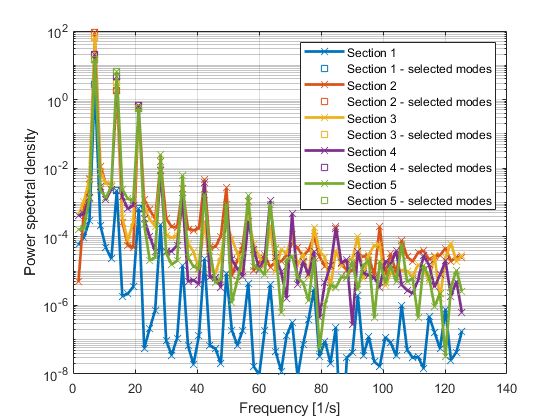 10^2
10^0
10^-2
10^-4
10^-6
10^-8
Power spectral density
Section 1
Section 1 - selected modes
Section 2
Section 2 - selected modes
Section 3
Section 3 - selected modes
Section 4
Section 4 - selected modes
Section 5
Section 5 - selected modes
0 20 40 60 80 100 120 140
Frequency [1/s]